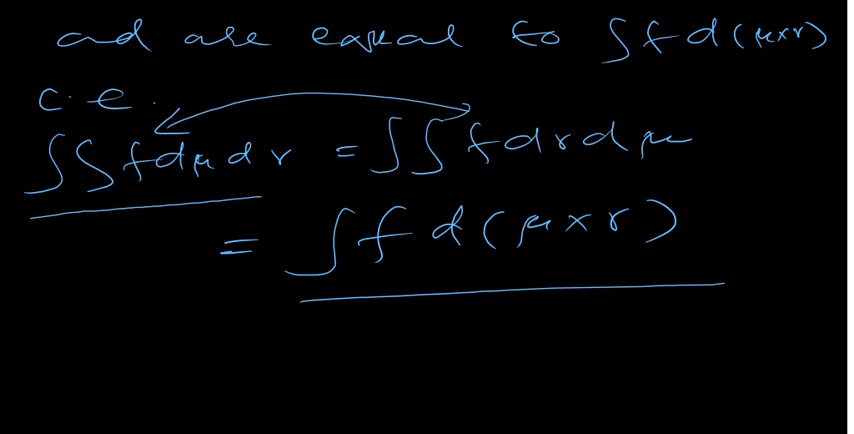 and are equal to ∫f d(μ×ν)
i.e.
∫∫f dμ dν = ∫∫f dν dμ
= ∫f d(μ×ν)